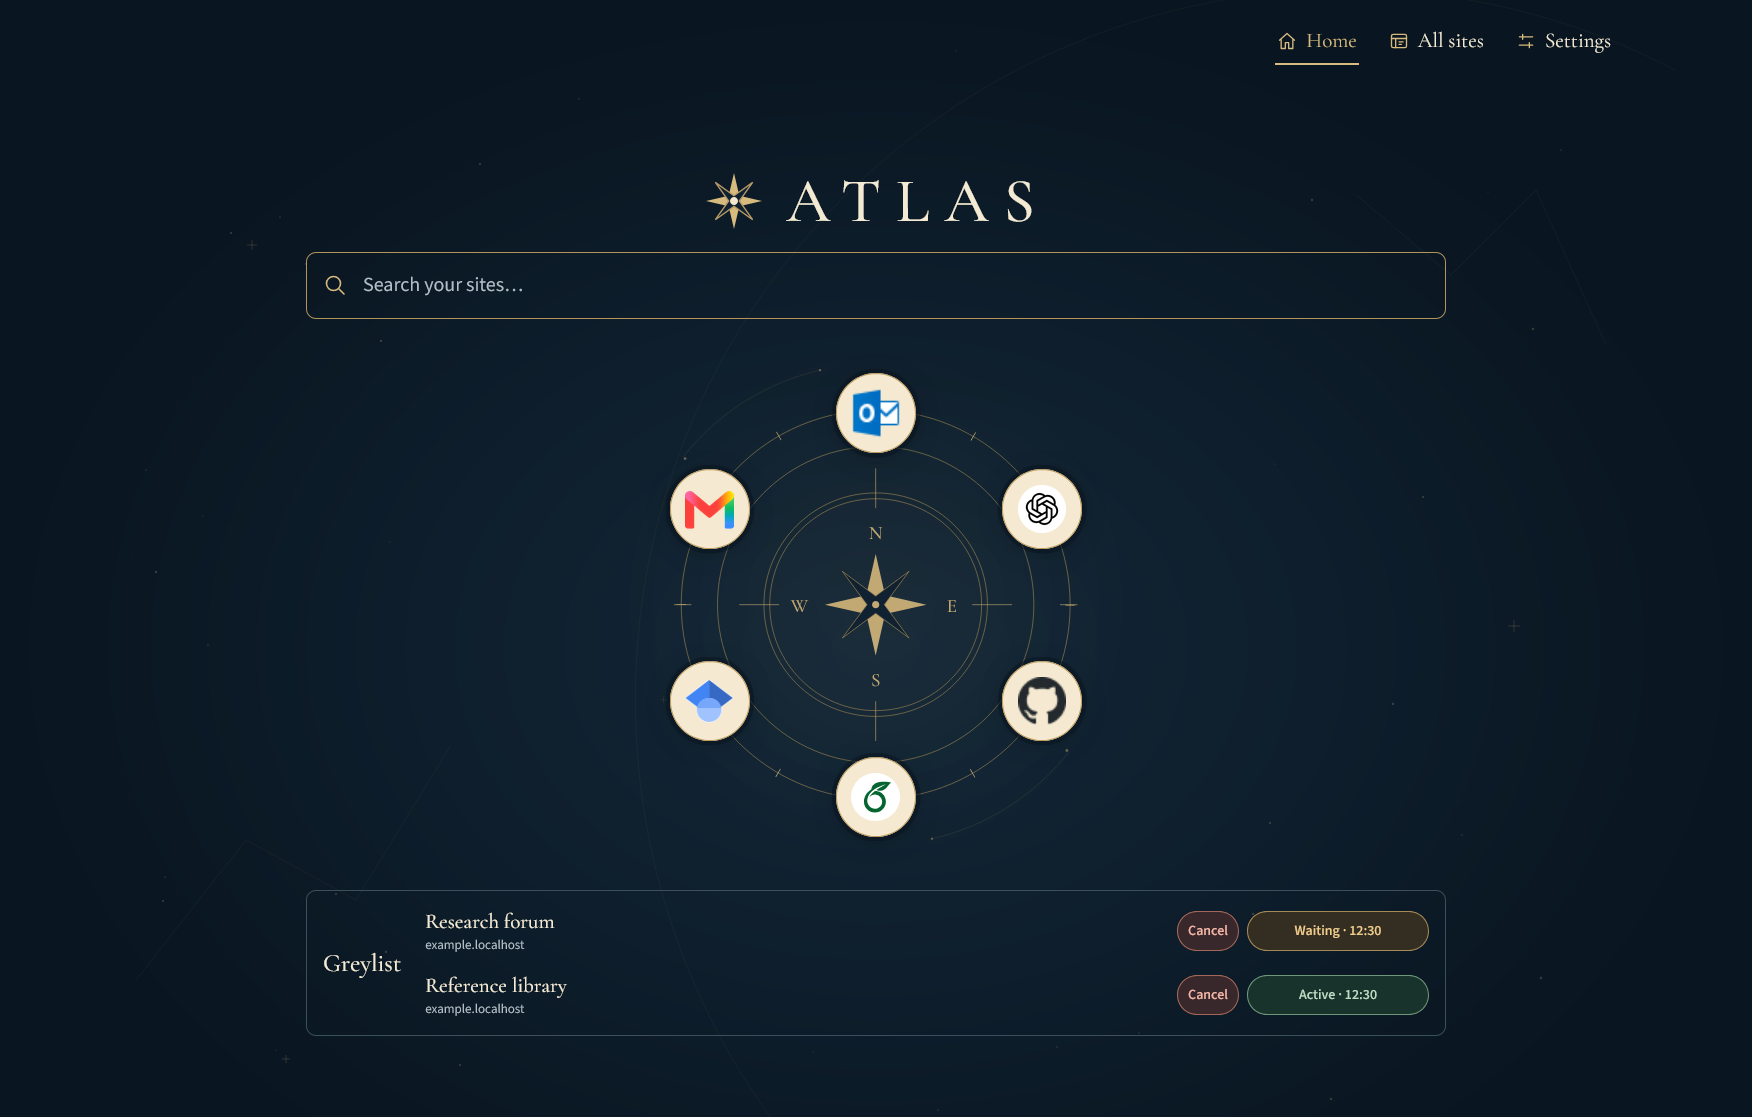 Home
All sites
Settings
ATLAS
Search your sites…
N
W
E
S
Greylist
Research forum
example.localhost
Cancel
Waiting · 12:30
Reference library
example.localhost
Cancel
Active · 12:30